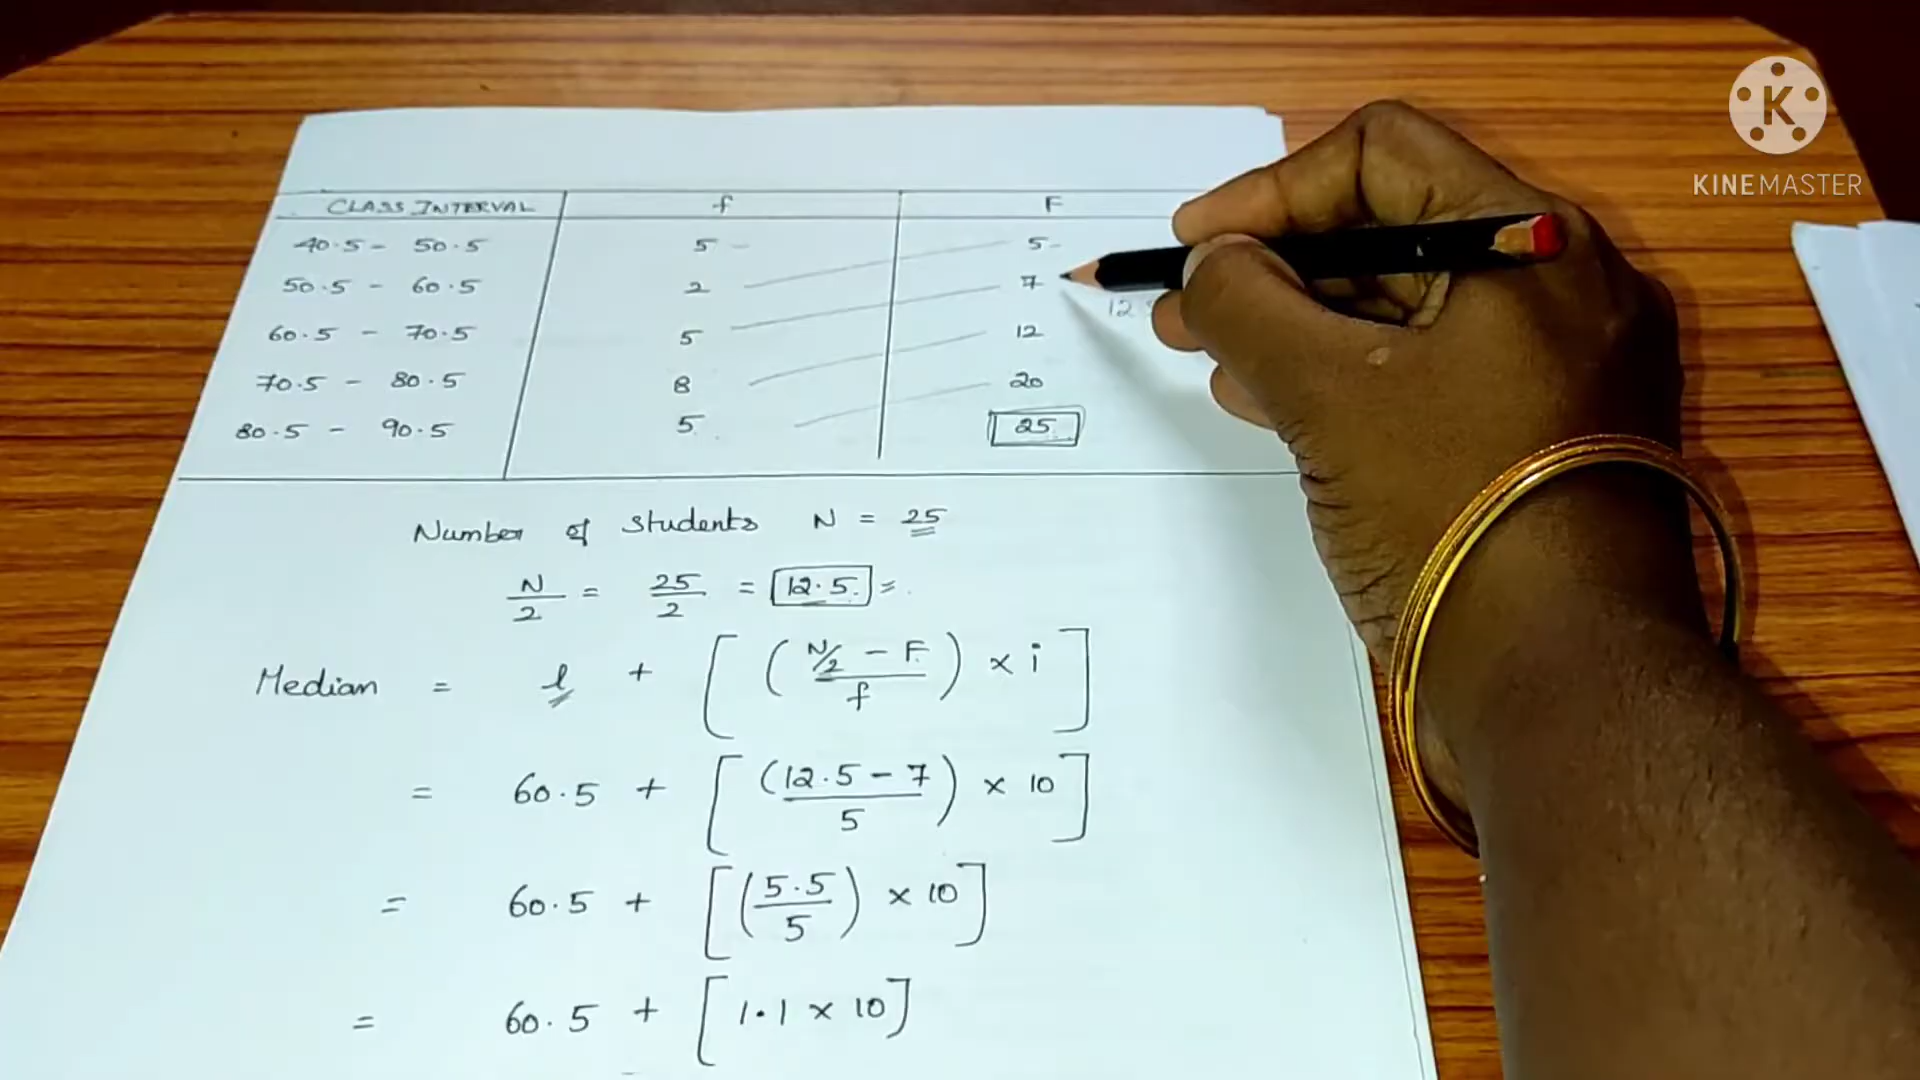 KINEMASTER
CLASS INTERVAL f F
40.5 - 50.5 5 - 5 -
50.5 - 60.5 2 7
12
60.5 - 70.5 5 12
70.5 - 80.5 8 20
80.5 - 90.5 5 25
Number of students N = 25
N/2 = 25/2 = 12.5 =
Median = l + [ ( N/2 - F / f ) × i ]
= 60.5 + [ (12.5 - 7 / 5 ) × 10 ]
= 60.5 + [ ( 5.5 / 5 ) × 10 ]
= 60.5 + [ 1.1 × 10 ]